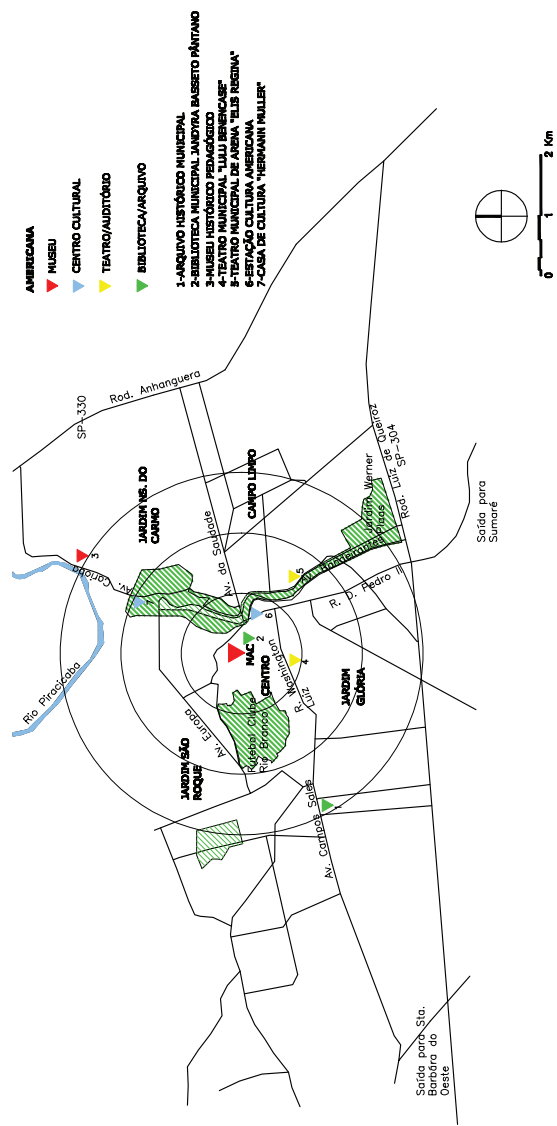 AMERICANA
MUSEU
CENTRO CULTURAL
TEATRO/AUDITÓRIO
BIBLIOTECA/ARQUIVO
1-ARQUIVO HISTÓRICO MUNICIPAL
2-BIBLIOTECA MUNICIPAL JANDYRA BASSETO PÂNTANO
3-MUSEU HISTÓRICO PEDAGÓGICO
4-TEATRO MUNICIPAL "LULU BENENCASE"
5-TEATRO MUNICIPAL DE ARENA "ELIS REGINA"
6-ESTAÇÃO CULTURA AMERICANA
7-CASA DE CULTURA "HERMANN MULLER"
SP-330
Rod. Anhanguera
Rio Piracicaba
Av. Carioba
3
JARDIM NS. DO
CARMO
7
Av. da Saudade
CAMPO LIMPO
Av. Europa
JARDIM SÃO
ROQUE
MAC
2
6
CENTRO
Futebol Clube
Rio Branco
R. Washington
Luiz
4
5
Av. Bandeirantes
Jardim Werner
Plaas
Rod. Luiz de Queiroz
SP-304
R. D. Pedro II
JARDIM
GLÓRIA
Av. Campos Sales
1
Saída para
Sumaré
Saída para Sta.
Barbára do
Oeste
0
1
2 Km